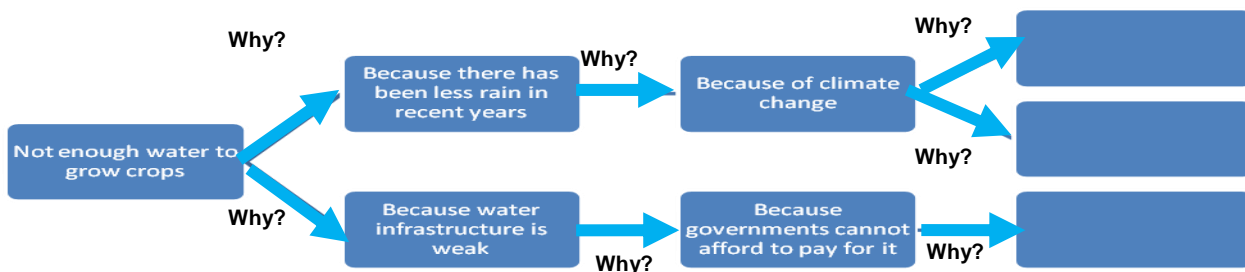 Why?
Why?
Why?
Because there has
been less rain in
recent years
Because of climate
change
Not enough water to
grow crops
Why?
Why?
Because water
infrastructure is
weak
Because
governments cannot
afford to pay for it
Why?
Why?